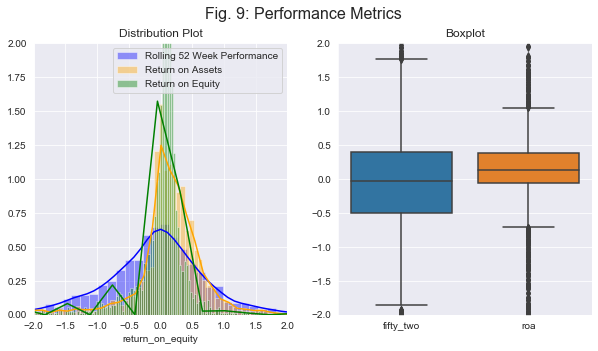 Fig. 9: Performance Metrics
Distribution Plot
2.00
1.75
1.50
1.25
1.00
0.75
0.50
0.25
0.00
Rolling 52 Week Performance
Return on Assets
Return on Equity
−2.0 −1.5 −1.0 −0.5 0.0 0.5 1.0 1.5 2.0
return_on_equity
Boxplot
2.0
1.5
1.0
0.5
0.0
−0.5
−1.0
−1.5
−2.0
fifty_two roa